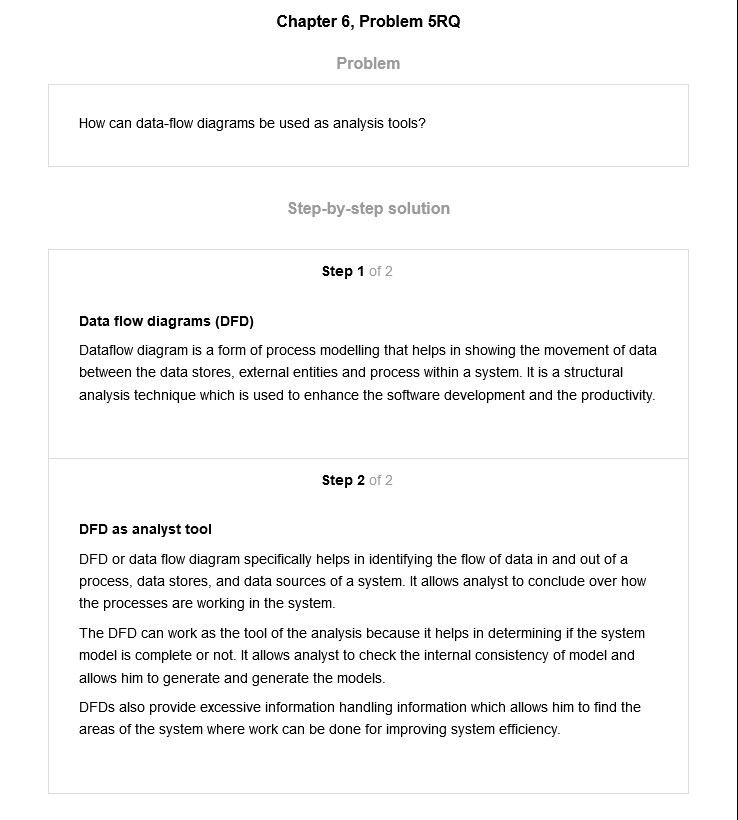 Chapter 6, Problem 5RQ
Problem
How can data-flow diagrams be used as analysis tools?
Step-by-step solution
Step 1 of 2
Data flow diagrams (DFD)
Dataflow diagram is a form of process modelling that helps in showing the movement of data
between the data stores, external entities and process within a system. It is a structural
analysis technique which is used to enhance the software development and the productivity.
Step 2 of 2
DFD as analyst tool
DFD or data flow diagram specifically helps in identifying the flow of data in and out of a
process, data stores, and data sources of a system. It allows analyst to conclude over how
the processes are working in the system.
The DFD can work as the tool of the analysis because it helps in determining if the system
model is complete or not. It allows analyst to check the internal consistency of model and
allows him to generate and generate the models.
DFDs also provide excessive information handling information which allows him to find the
areas of the system where work can be done for improving system efficiency.